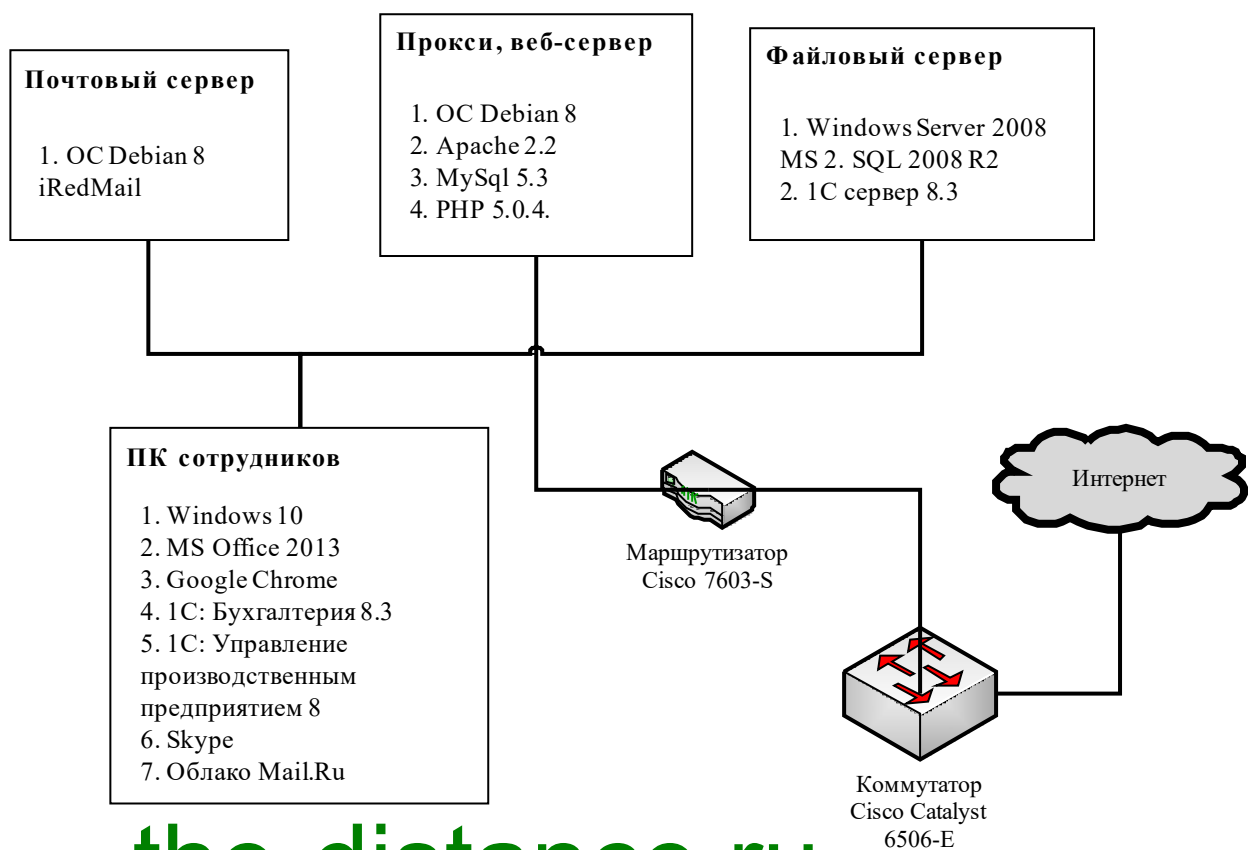 Почтовый сервер
1. ОС Debian 8
iRedMail
Прокси, веб-сервер
1. ОС Debian 8
2. Apache 2.2
3. MySql 5.3
4. PHP 5.0.4.
Файловый сервер
1. Windows Server 2008
MS 2. SQL 2008 R2
2. 1С сервер 8.3
ПК сотрудников
1. Windows 10
2. MS Office 2013
3. Google Chrome
4. 1С: Бухгалтерия 8.3
5. 1С: Управление
производственным
предприятием 8
6. Skype
7. Облако Mail.Ru
Маршрутизатор
Cisco 7603-S
Интернет
Коммутатор
Cisco Catalyst
6506-E
the-distance.ru